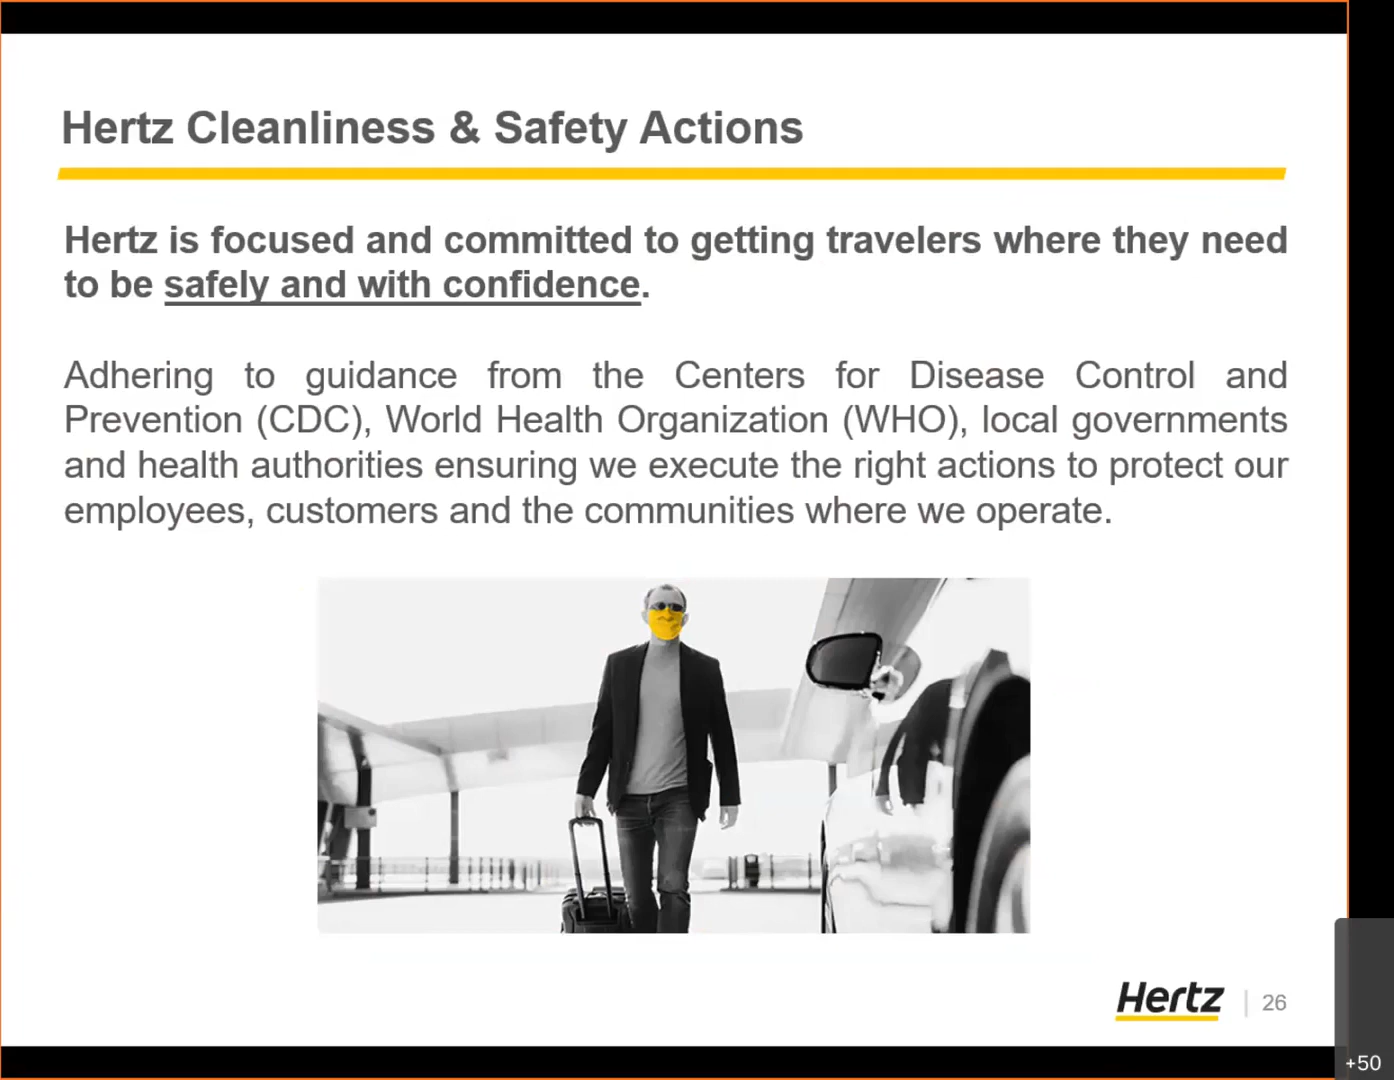 Hertz Cleanliness & Safety Actions
Hertz is focused and committed to getting travelers where they need
to be safely and with confidence.
Adhering to guidance from the Centers for Disease Control and
Prevention (CDC), World Health Organization (WHO), local governments
and health authorities ensuring we execute the right actions to protect our
employees, customers and the communities where we operate.
Hertz | 26
+50